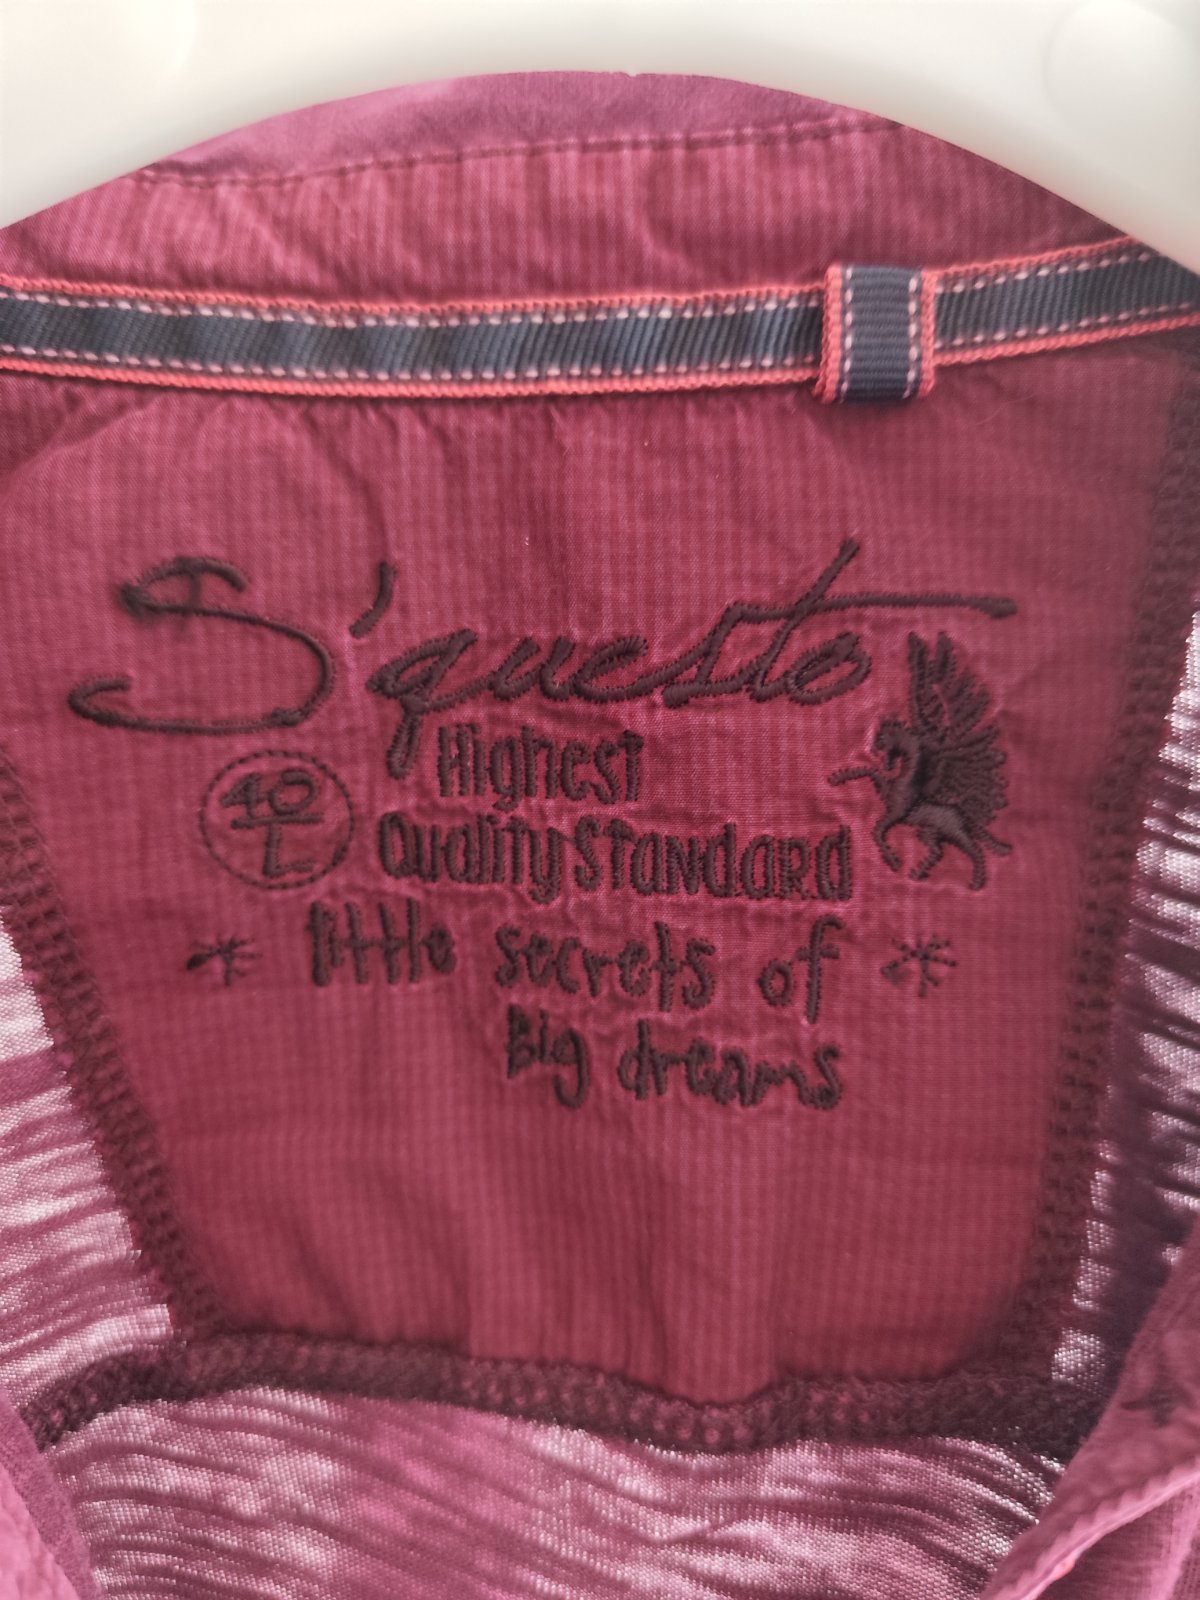 S'questo
Highest
40
L
Quality Standard
little secrets of
Big dreams